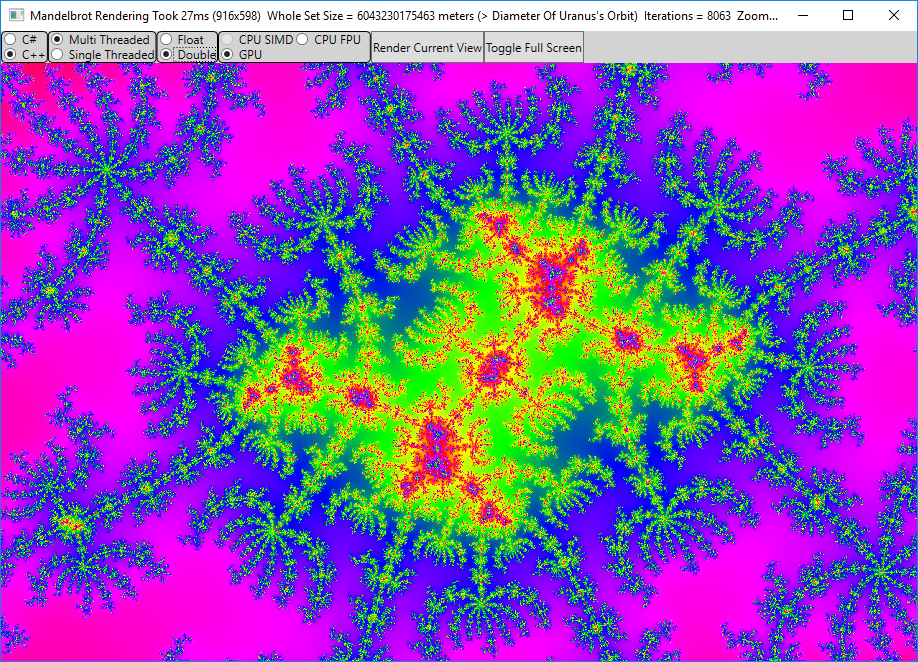 Mandelbrot Rendering Took 27ms (916x598)  Whole Set Size = 6043230175463 meters (> Diameter Of Uranus's Orbit)  Iterations = 8063  Zoom...
C# Multi Threaded Float CPU SIMD CPU FPU
C++ Single Threaded Double GPU
Render Current View Toggle Full Screen